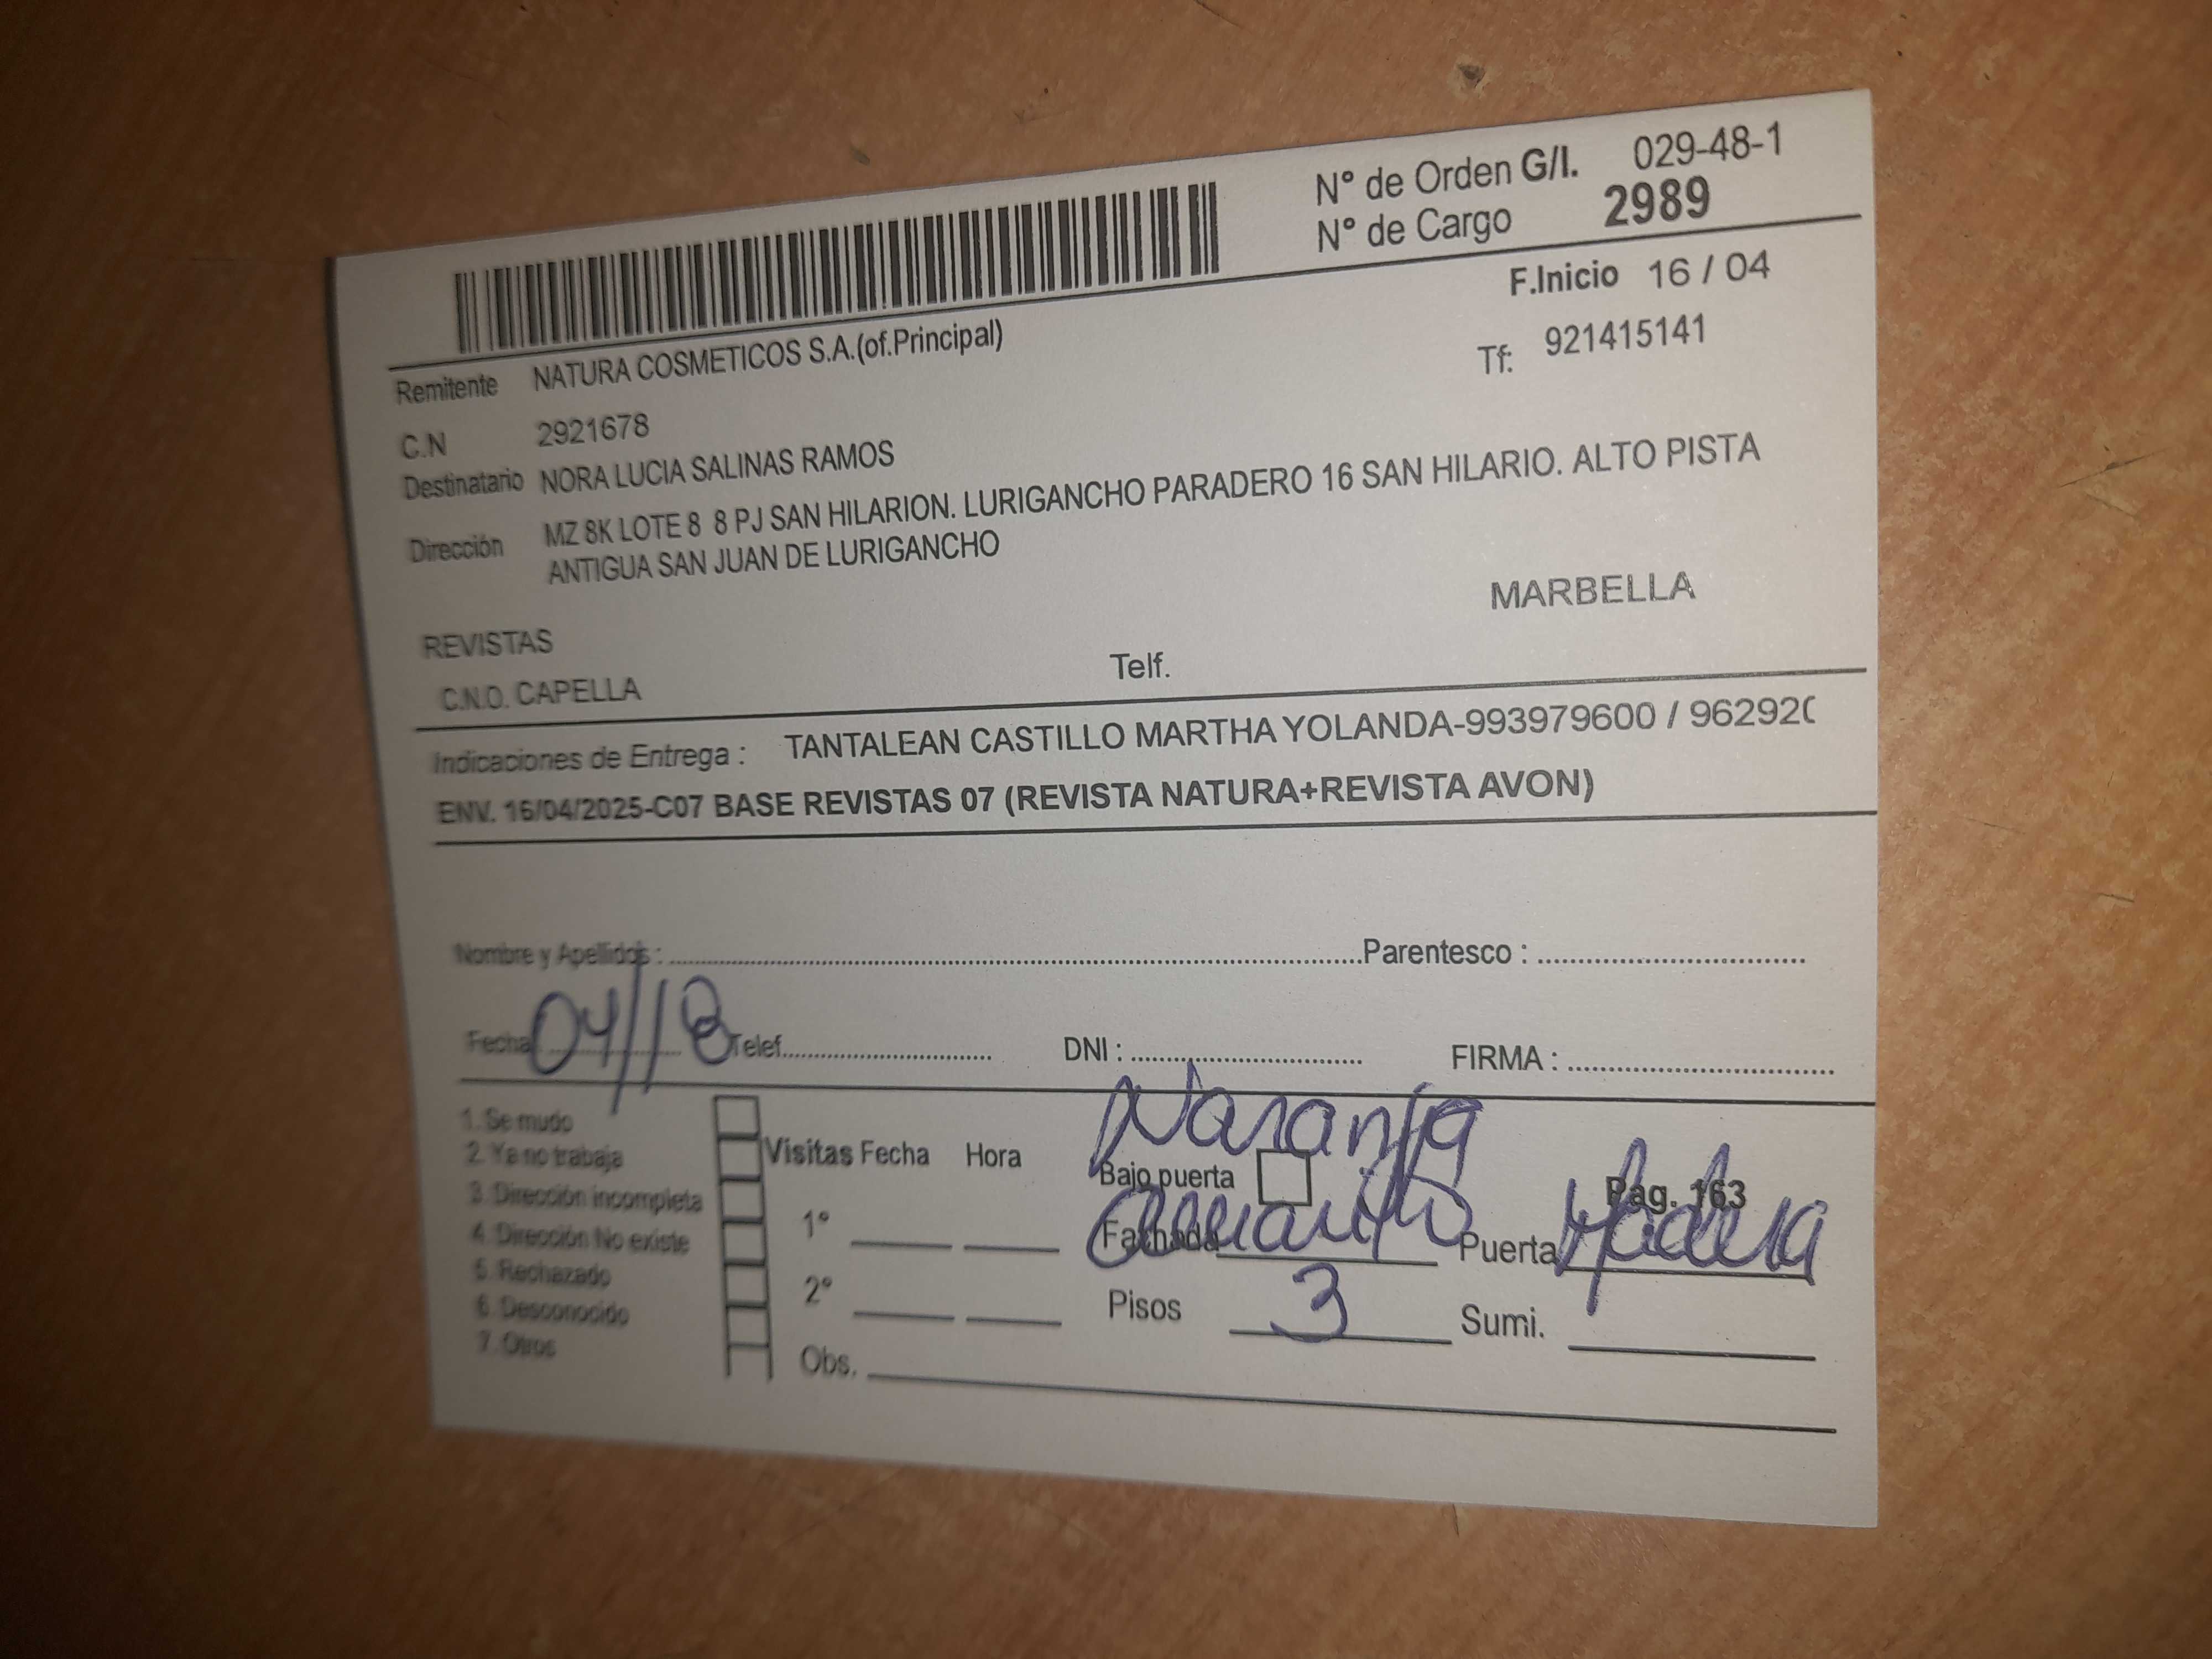 N° de Orden G/I. 029-48-1
N° de Cargo 2989
F.Inicio 16 / 04
Remitente NATURA COSMETICOS S.A.(of.Principal)
Tf: 921415141
C.N 2921678
Destinatario NORA LUCIA SALINAS RAMOS
Dirección MZ 8K LOTE 8 8 PJ SAN HILARION. LURIGANCHO PARADERO 16 SAN HILARIO. ALTO PISTA
ANTIGUA SAN JUAN DE LURIGANCHO
MARBELLA
REVISTAS
C.N.O. CAPELLA Telf.
Indicaciones de Entrega : TANTALEAN CASTILLO MARTHA YOLANDA-993979600 / 96292
ENV. 16/04/2025-C07 BASE REVISTAS 07 (REVISTA NATURA+REVISTA AVON)
Nombre y Apellidos : Parentesco :
Fecha 04/18 Telef. DNI : FIRMA :
1. Se mudo
2. Ya no trabaja
3. Dirección incompleta
4. Dirección No existe
5. Rechazado
6. Desconocido
7. Otros
Visitas Fecha Hora
1°
2°
Obs.
Naranja
Bajo puerta Pag. 163
Fachada Puerta Madera
Pisos 3 Sumi.